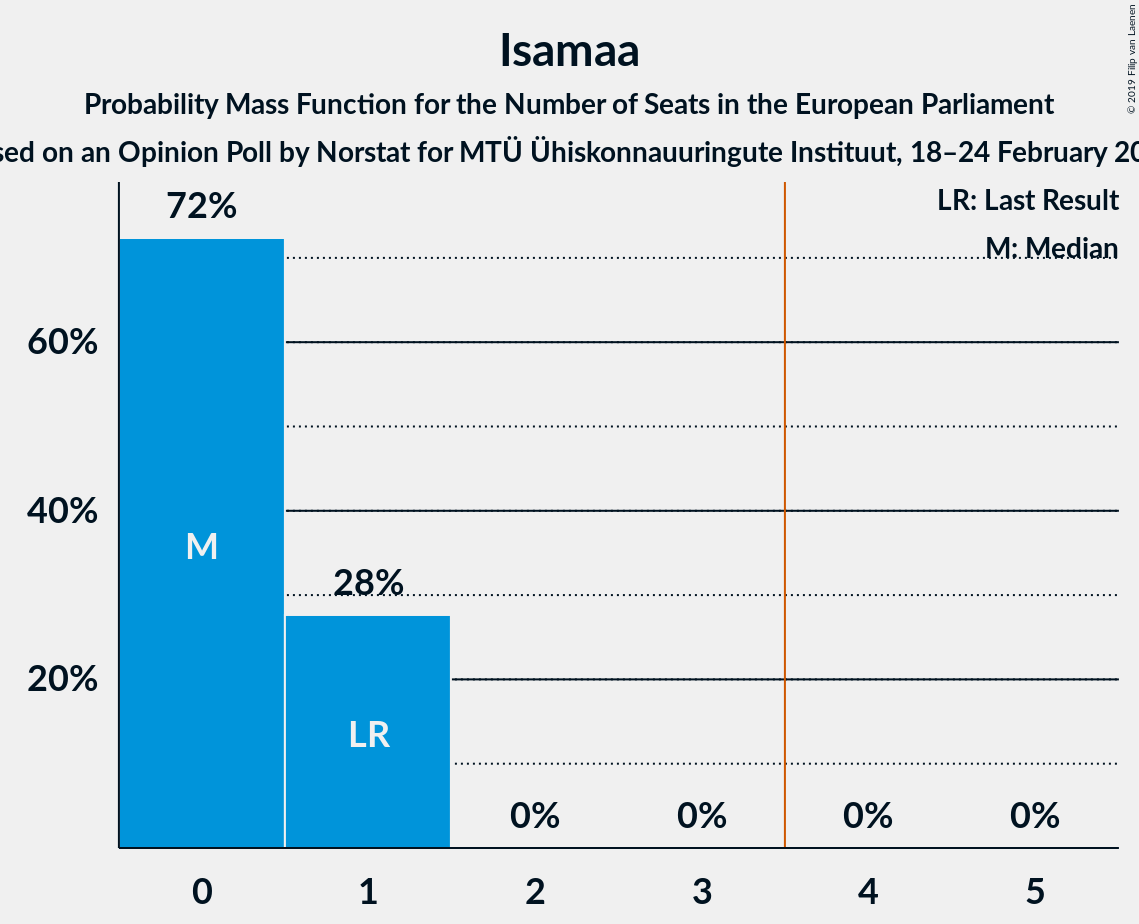 Isamaa
Probability Mass Function for the Number of Seats in the European Parliament
on an Opinion Poll by Norstat for MTÜ Ühiskonnauuringute Instituut, 18–24 February
© 2019 Filip van Laenen
LR: Last Result
M: Median
72%
60%
40%
20%
M
28%
LR
0% 0% 0% 0%
0 1 2 3 4 5